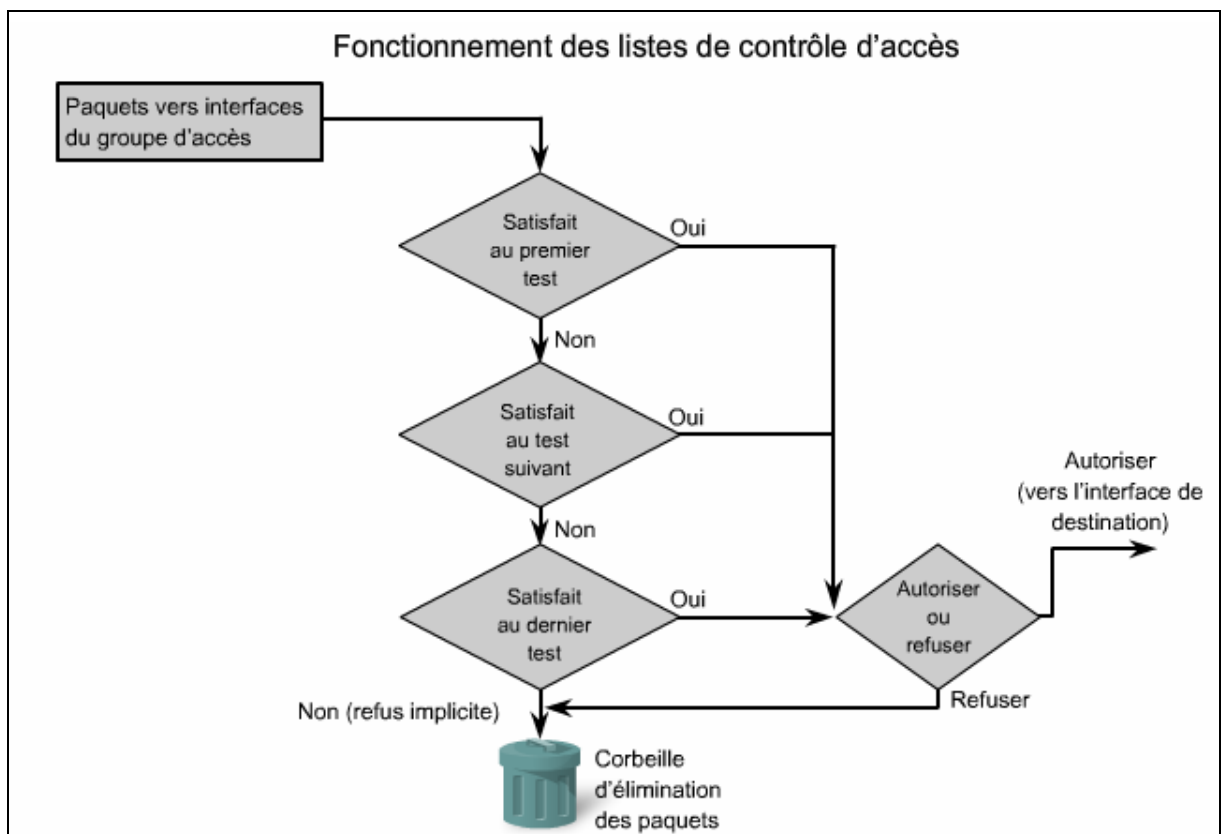 Fonctionnement des listes de contrôle d'accès
Paquets vers interfaces
du groupe d'accès
Satisfait
au premier
test
Oui
Non
Satisfait
au test
suivant
Oui
Non
Satisfait
au dernier
test
Oui
Autoriser
ou
refuser
Autoriser
(vers l'interface de
destination)
Refuser
Non (refus implicite)
Corbeille
d'élimination
des paquets